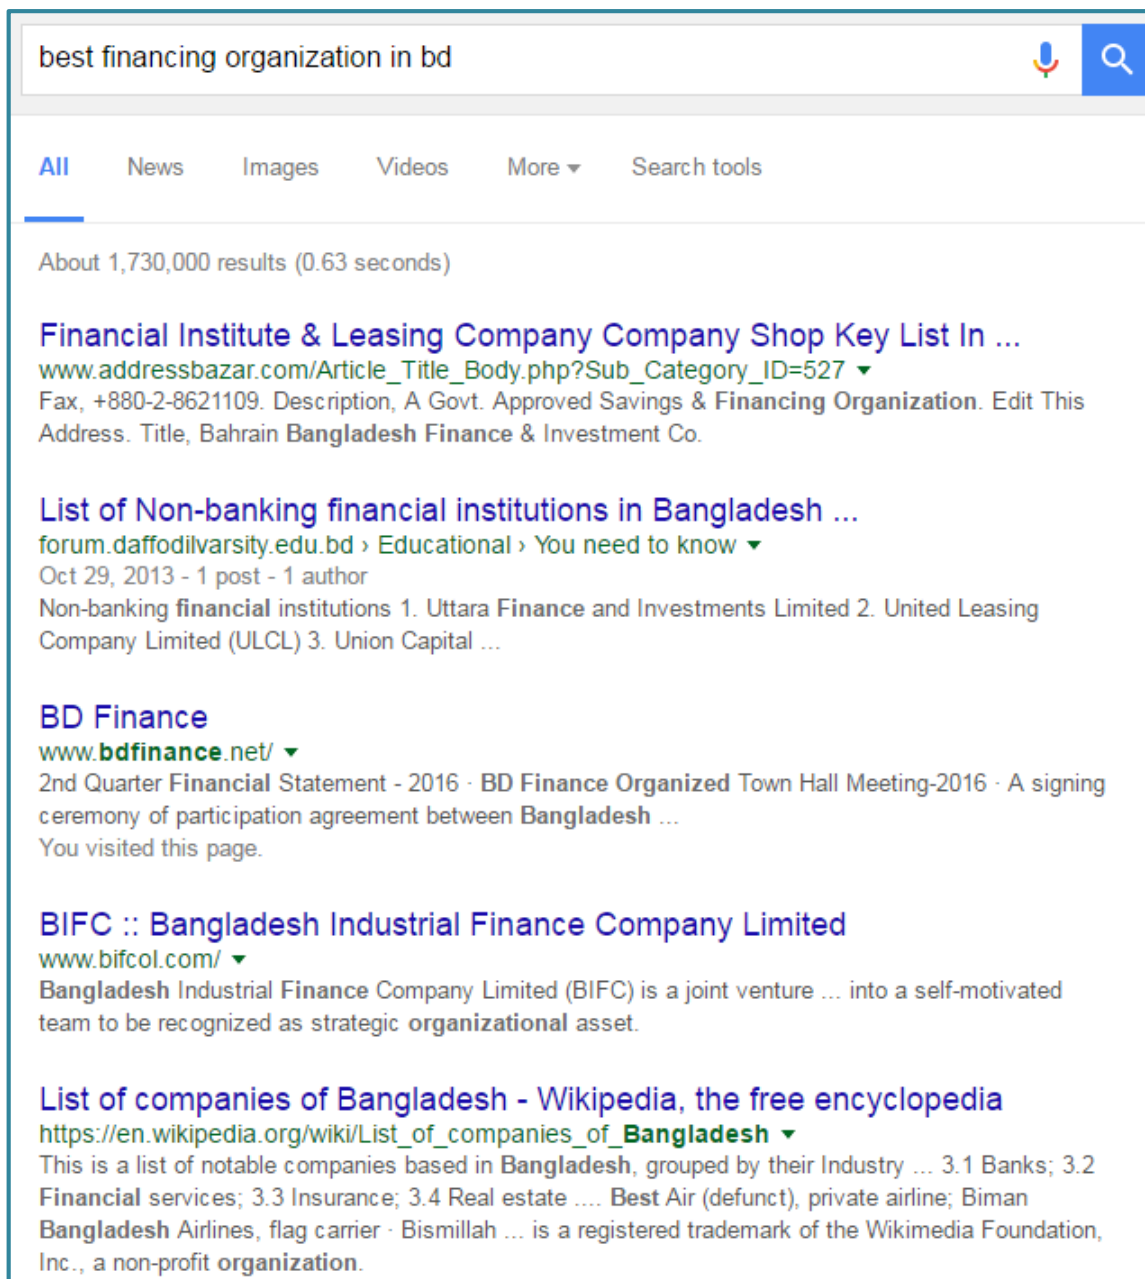 best financing organization in bd
All News Images Videos More Search tools
About 1,730,000 results (0.63 seconds)
Financial Institute & Leasing Company Company Shop Key List In ...
www.addressbazar.com/Article_Title_Body.php?Sub_Category_ID=527
Fax, +880-2-8621109. Description, A Govt. Approved Savings & Financing Organization. Edit This
Address. Title, Bahrain Bangladesh Finance & Investment Co.
List of Non-banking financial institutions in Bangladesh ...
forum.daffodilvarsity.edu.bd › Educational › You need to know
Oct 29, 2013 - 1 post - 1 author
Non-banking financial institutions 1. Uttara Finance and Investments Limited 2. United Leasing
Company Limited (ULCL) 3. Union Capital ...
BD Finance
www.bdfinance.net/
2nd Quarter Financial Statement - 2016 · BD Finance Organized Town Hall Meeting-2016 · A signing
ceremony of participation agreement between Bangladesh ...
You visited this page.
BIFC :: Bangladesh Industrial Finance Company Limited
www.bifcol.com/
Bangladesh Industrial Finance Company Limited (BIFC) is a joint venture ... into a self-motivated
team to be recognized as strategic organizational asset.
List of companies of Bangladesh - Wikipedia, the free encyclopedia
https://en.wikipedia.org/wiki/List_of_companies_of_Bangladesh
This is a list of notable companies based in Bangladesh, grouped by their Industry ... 3.1 Banks; 3.2
Financial services; 3.3 Insurance; 3.4 Real estate .... Best Air (defunct), private airline; Biman
Bangladesh Airlines, flag carrier · Bismillah ... is a registered trademark of the Wikimedia Foundation,
Inc., a non-profit organization.